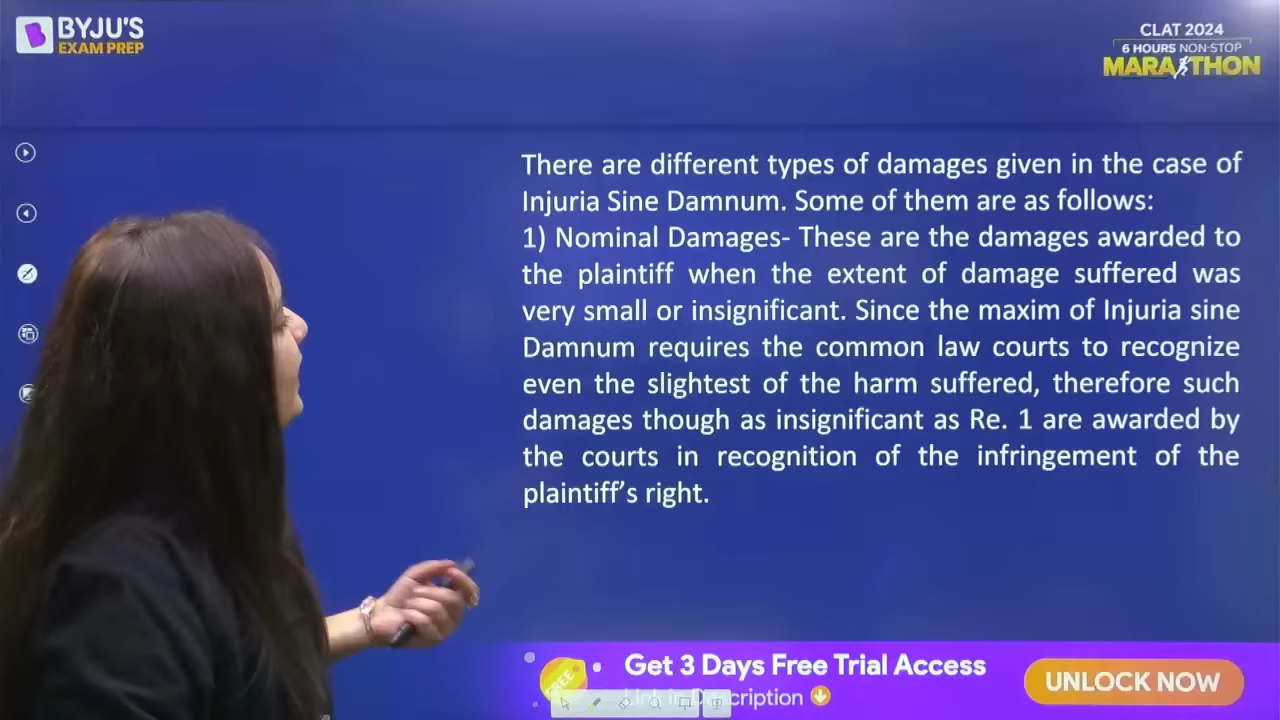 BYJU'S
EXAM PREP
CLAT 2024
6 HOURS NON-STOP
MARATHON
There are different types of damages given in the case of
Injuria Sine Damnum. Some of them are as follows:
1) Nominal Damages- These are the damages awarded to
the plaintiff when the extent of damage suffered was
very small or insignificant. Since the maxim of Injuria sine
Damnum requires the common law courts to recognize
even the slightest of the harm suffered, therefore such
damages though as insignificant as Re. 1 are awarded by
the courts in recognition of the infringement of the
plaintiff's right.
FREE
Get 3 Days Free Trial Access
Link in Description
UNLOCK NOW